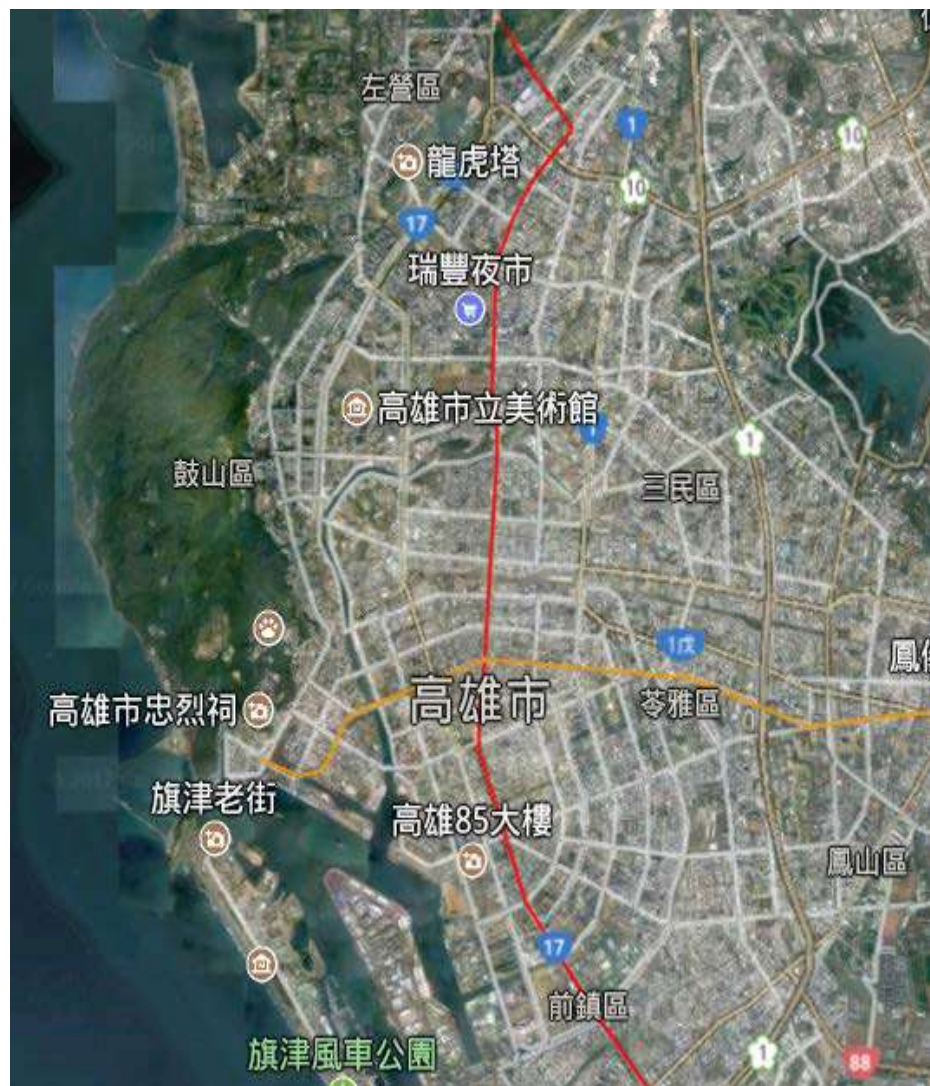 左營區
1
10
龍虎塔
10
17
瑞豐夜市
高雄市立美術館
1
1
鼓山區
三民區
1戊
高雄市
苓雅區
高雄市忠烈祠
旗津老街
高雄85大樓
鳳山區
17
前鎮區
旗津風車公園
1
88